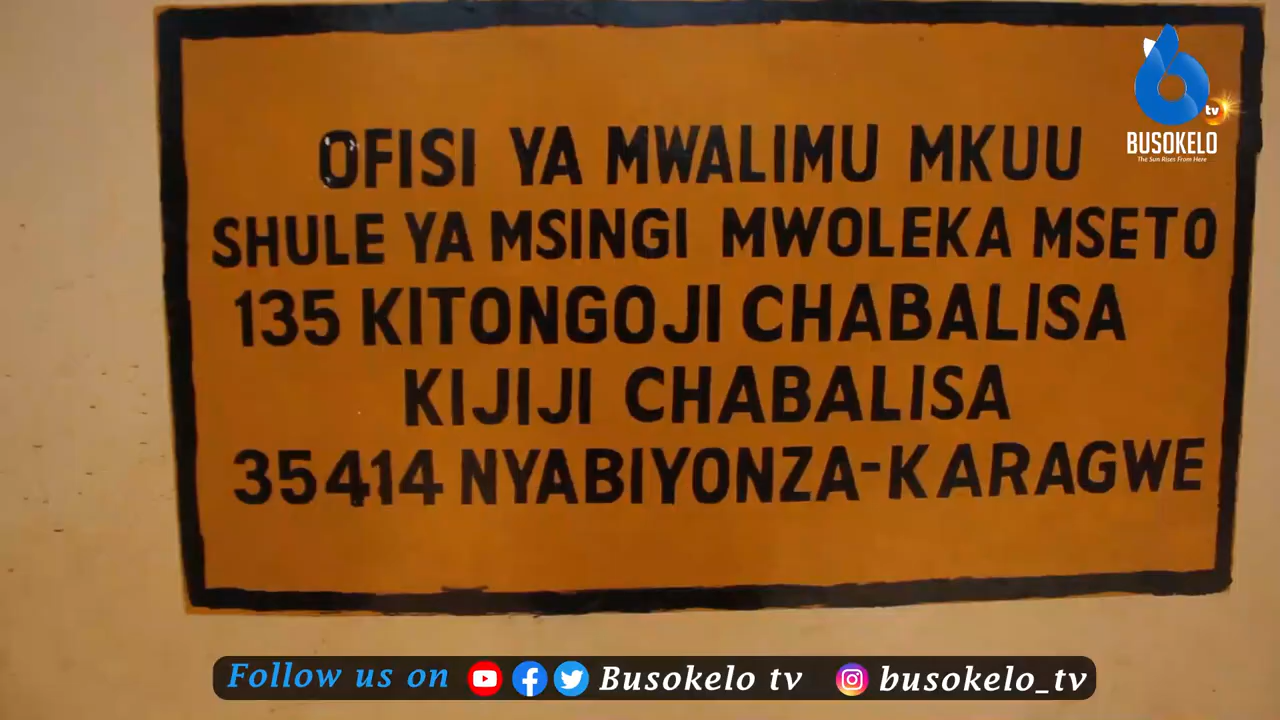 OFISI YA MWALIMU MKUU
SHULE YA MSINGI MWOLEKA MSETO
135 KITONGOJI CHABALISA
KIJIJI CHABALISA
35414 NYABIYONZA-KARAGWE
tv
BUSOKELO
The Sun Rises From Here
Follow us on Busokelo tv busokelo_tv